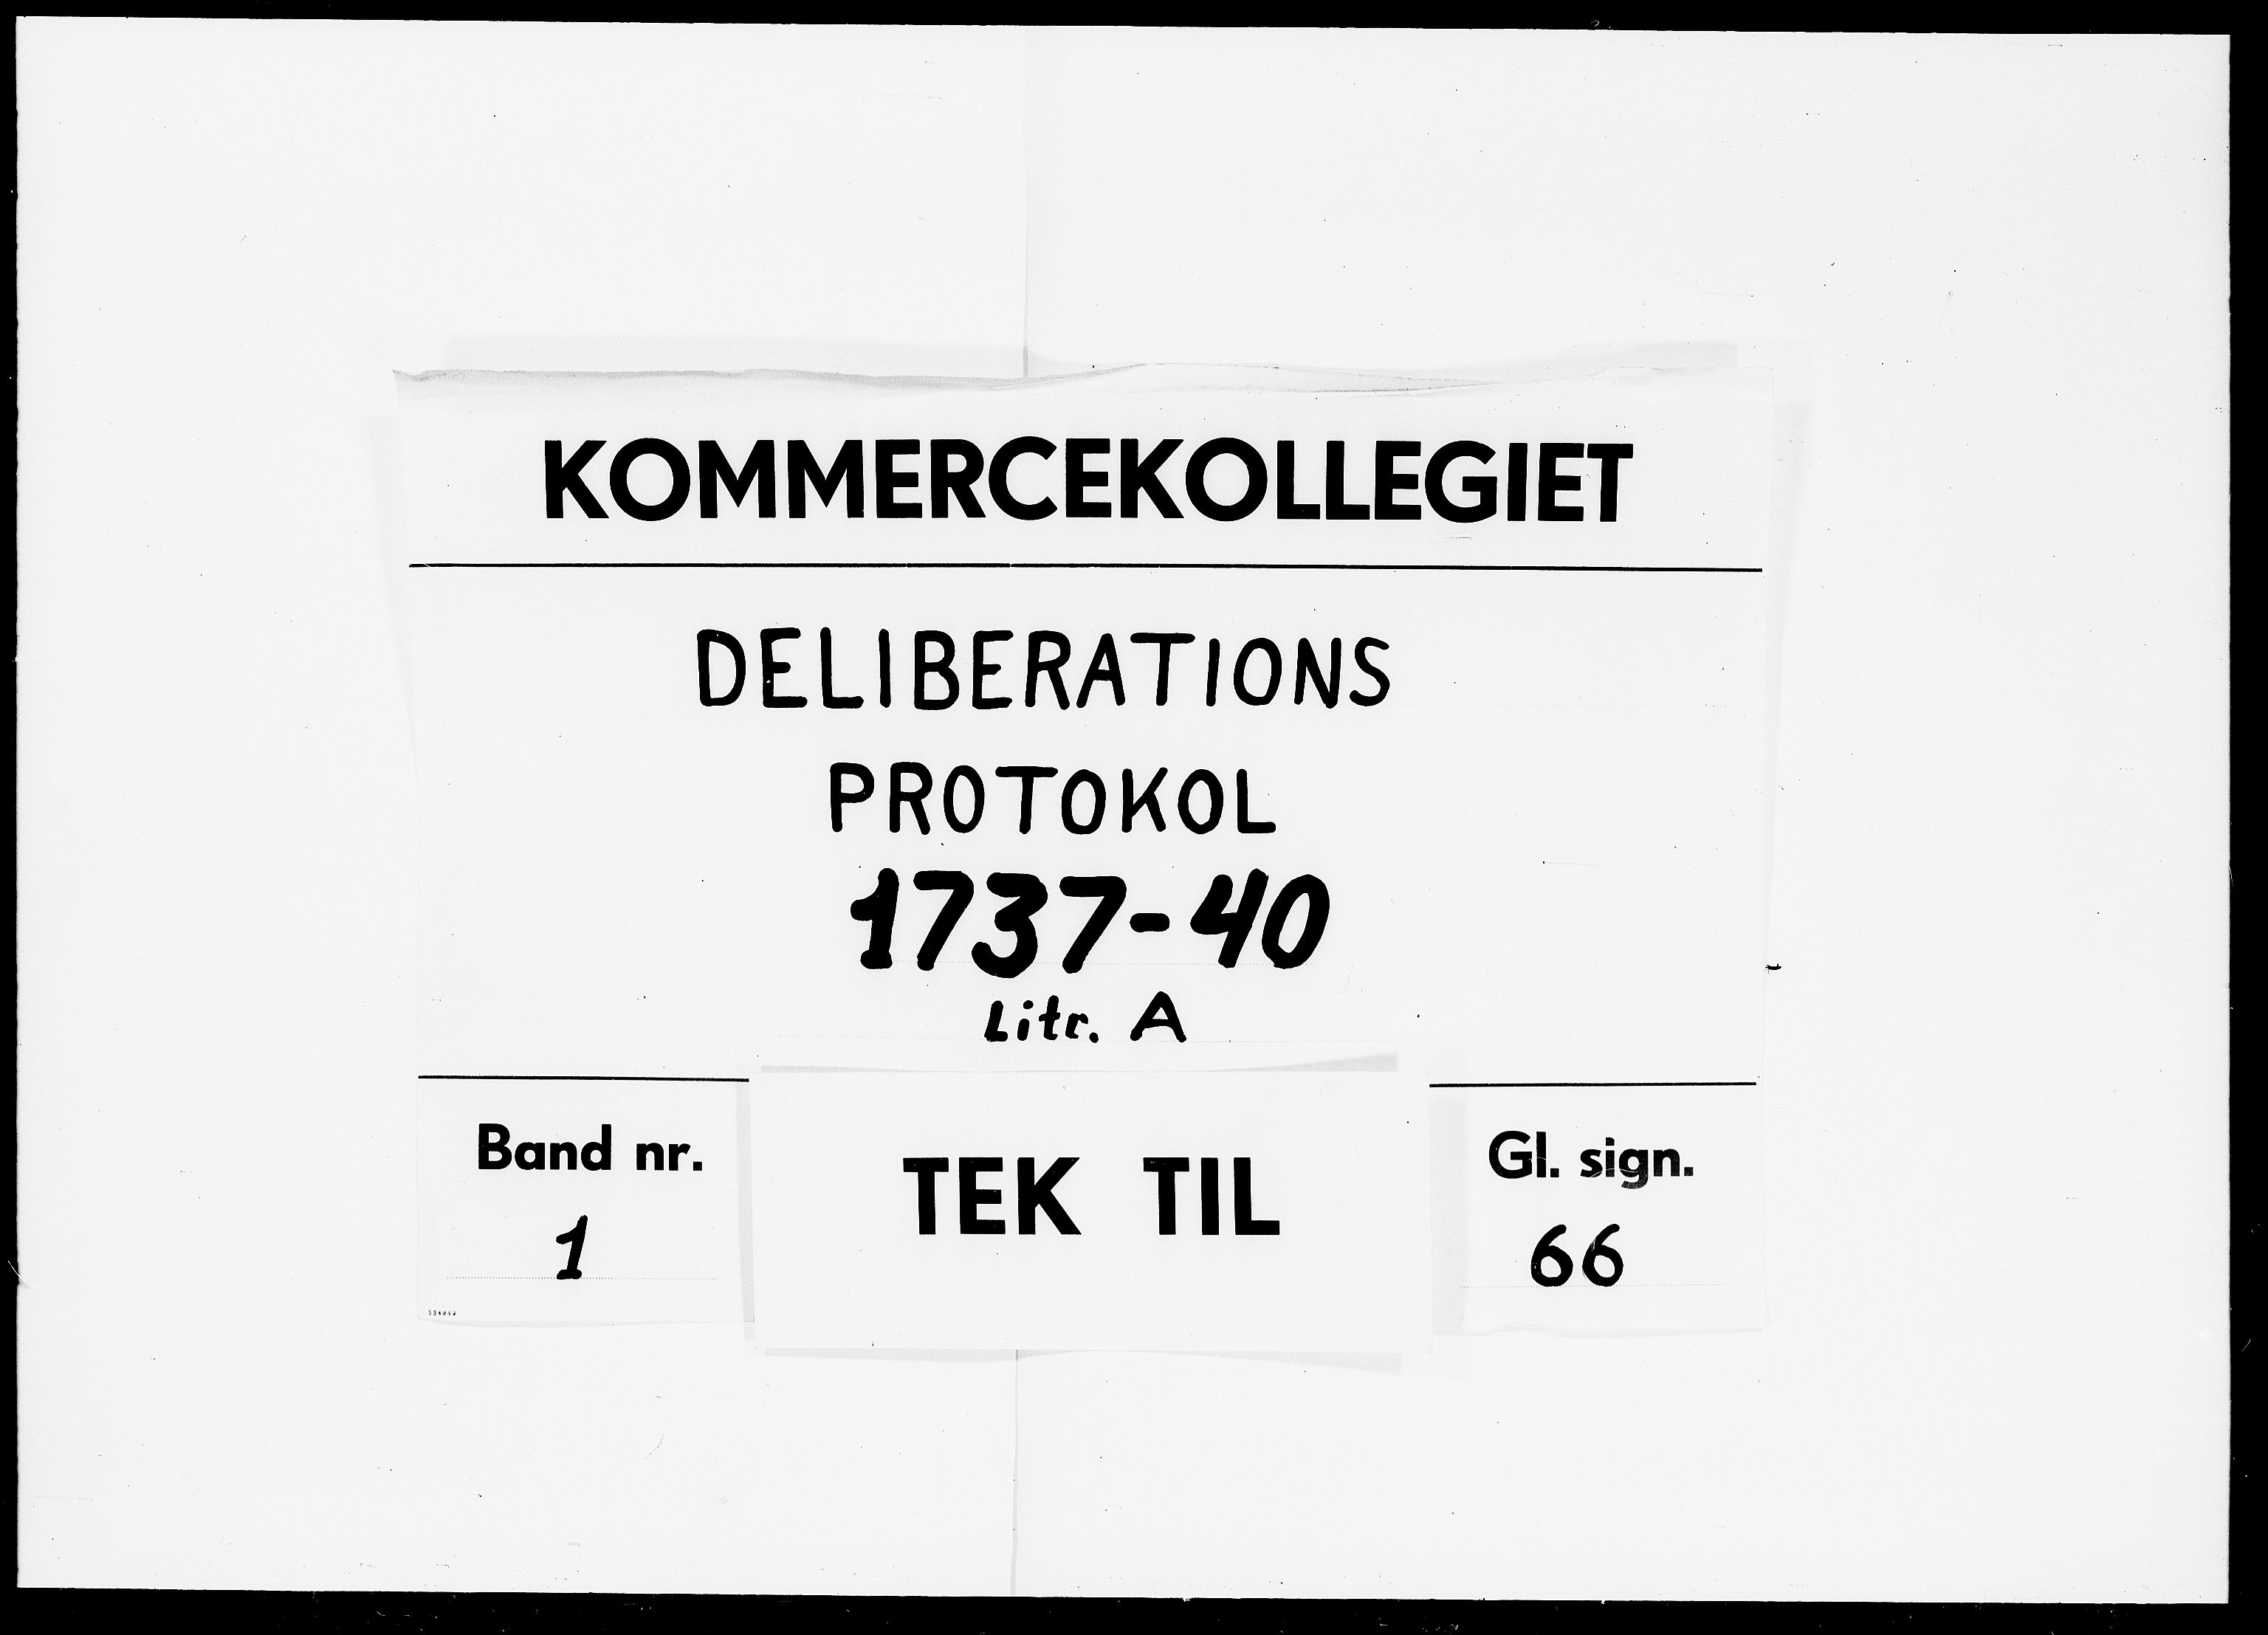 KOMMERCEKOLLEGIET
DELIBERATIONS
PROTOKOL
1737-40
Litr. A
Band nr.
1
TEK TIL
Gl. sign.
66